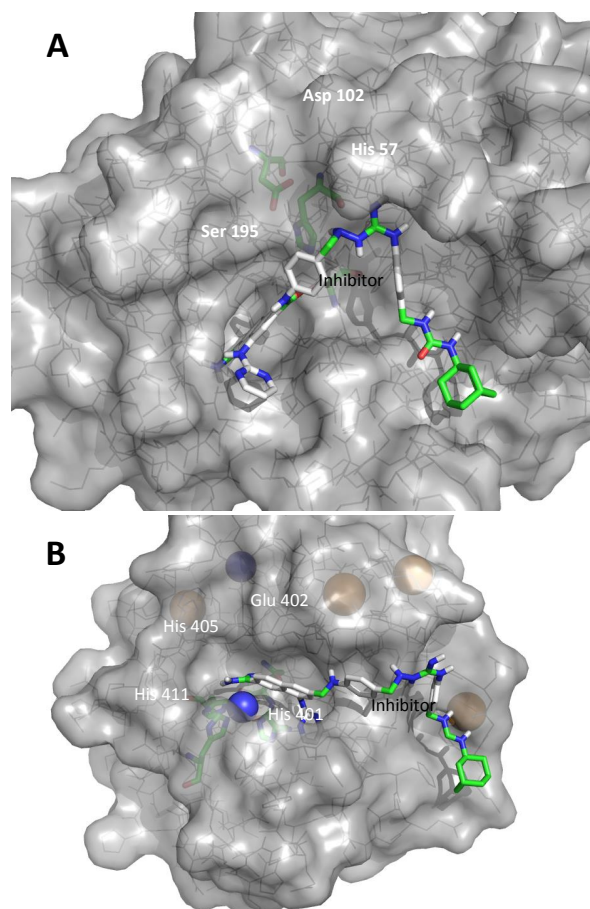 A
Asp 102
His 57
Ser 195
Inhibitor
B
Glu 402
His 405
His 411
His 401
Inhibitor